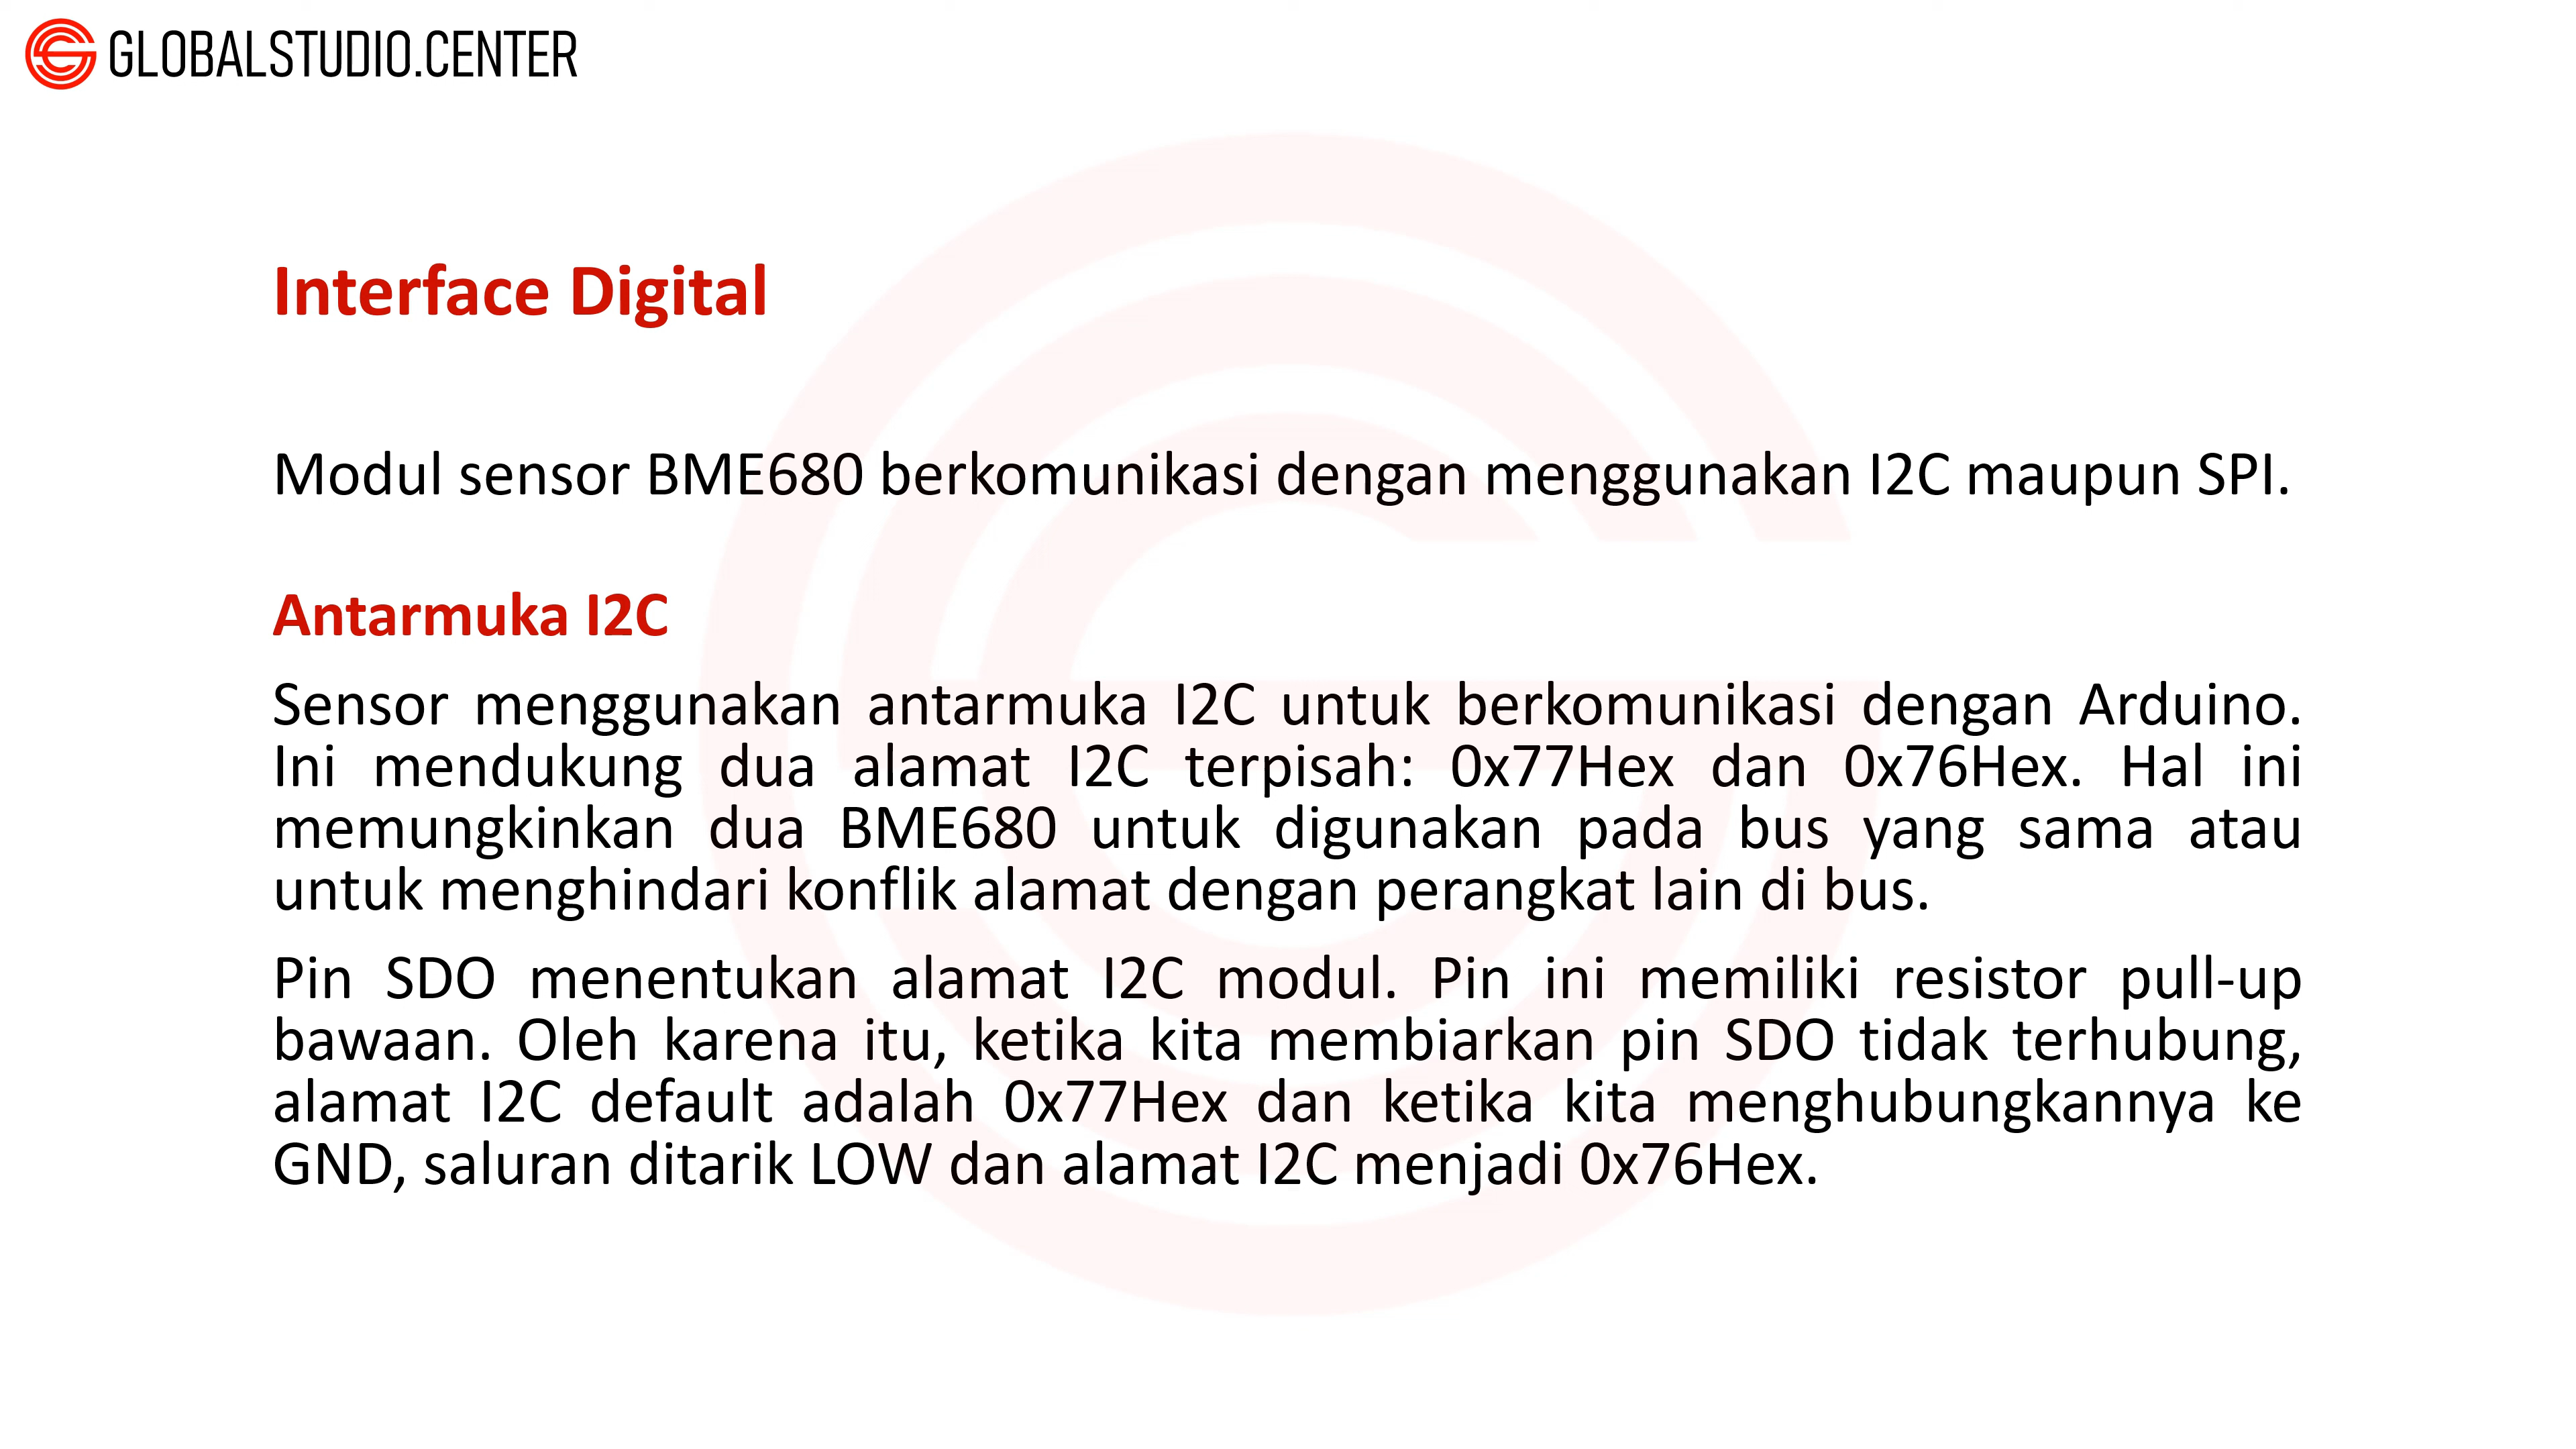 GLOBALSTUDIO.CENTER
Interface Digital
Modul sensor BME680 berkomunikasi dengan menggunakan I2C maupun SPI.
Antarmuka I2C
Sensor menggunakan antarmuka I2C untuk berkomunikasi dengan Arduino.
Ini mendukung dua alamat I2C terpisah: 0x77Hex dan 0x76Hex. Hal ini
memungkinkan dua BME680 untuk digunakan pada bus yang sama atau
untuk menghindari konflik alamat dengan perangkat lain di bus.
Pin SDO menentukan alamat I2C modul. Pin ini memiliki resistor pull-up
bawaan. Oleh karena itu, ketika kita membiarkan pin SDO tidak terhubung,
alamat I2C default adalah 0x77Hex dan ketika kita menghubungkannya ke
GND, saluran ditarik LOW dan alamat I2C menjadi 0x76Hex.